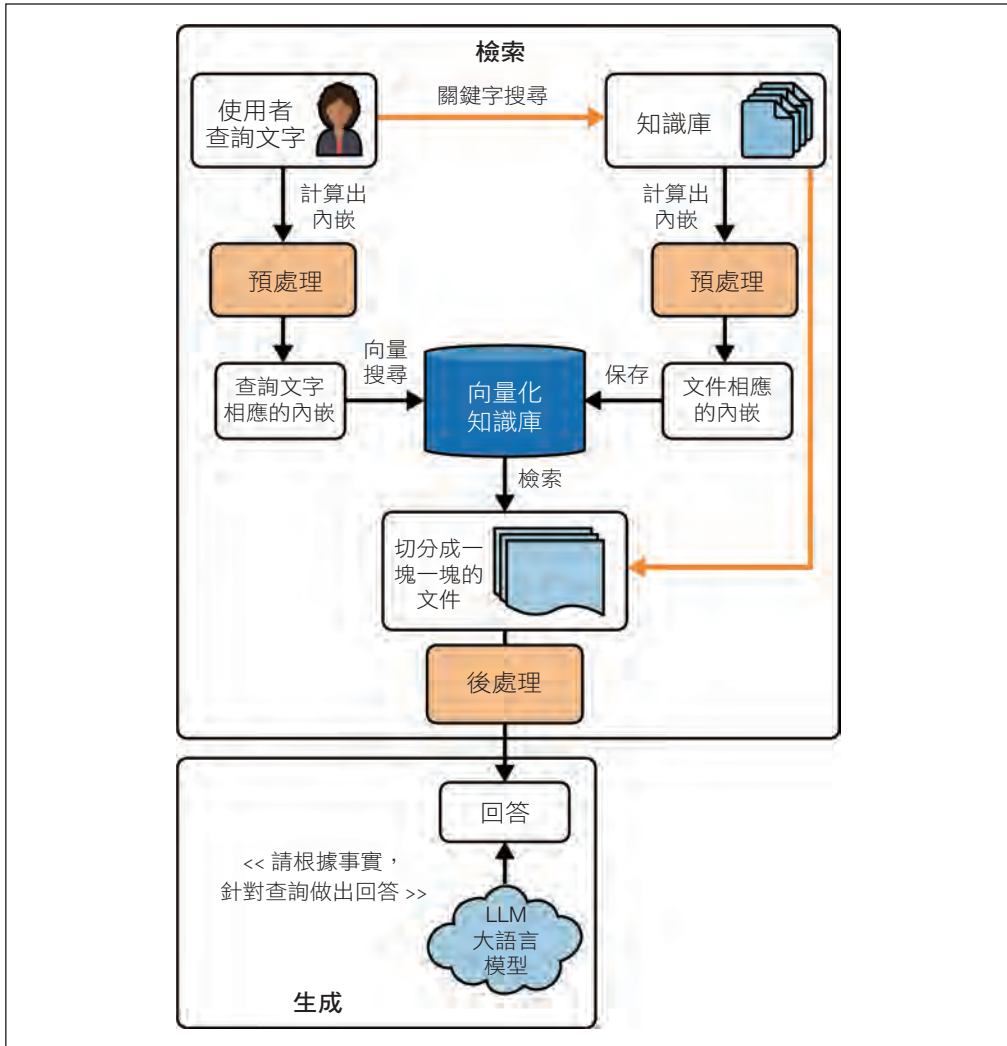 檢索
使用者
查詢文字
關鍵字搜尋
知識庫
計算出
內嵌
計算出
內嵌
預處理
預處理
查詢文字
相應的內嵌
向量
搜尋
向量化
知識庫
保存
文件相應
的內嵌
檢索
切分成一
塊一塊的
文件
後處理
回答
<< 請根據事實，
針對查詢做出回答 >>
LLM
大語言
模型
生成